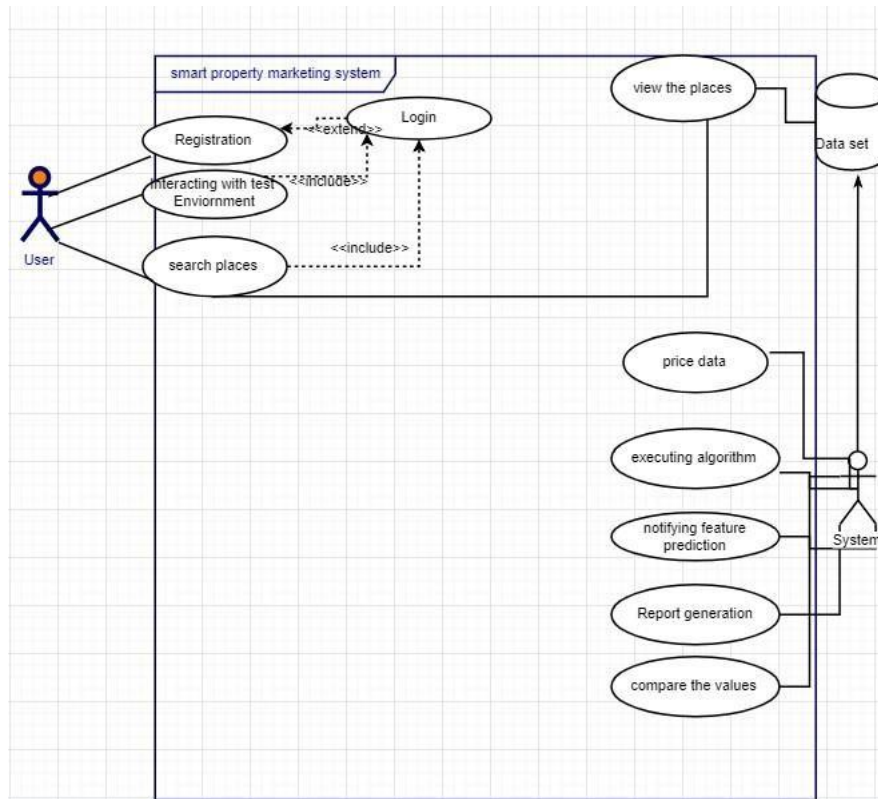 smart property marketing system
view the places
Login
<<extend>>
Registration
Data set
Interacting with test
Enviornment
<<include>>
User
search places
<<include>>
price data
executing algorithm
notifying feature
prediction
System
Report generation
compare the values